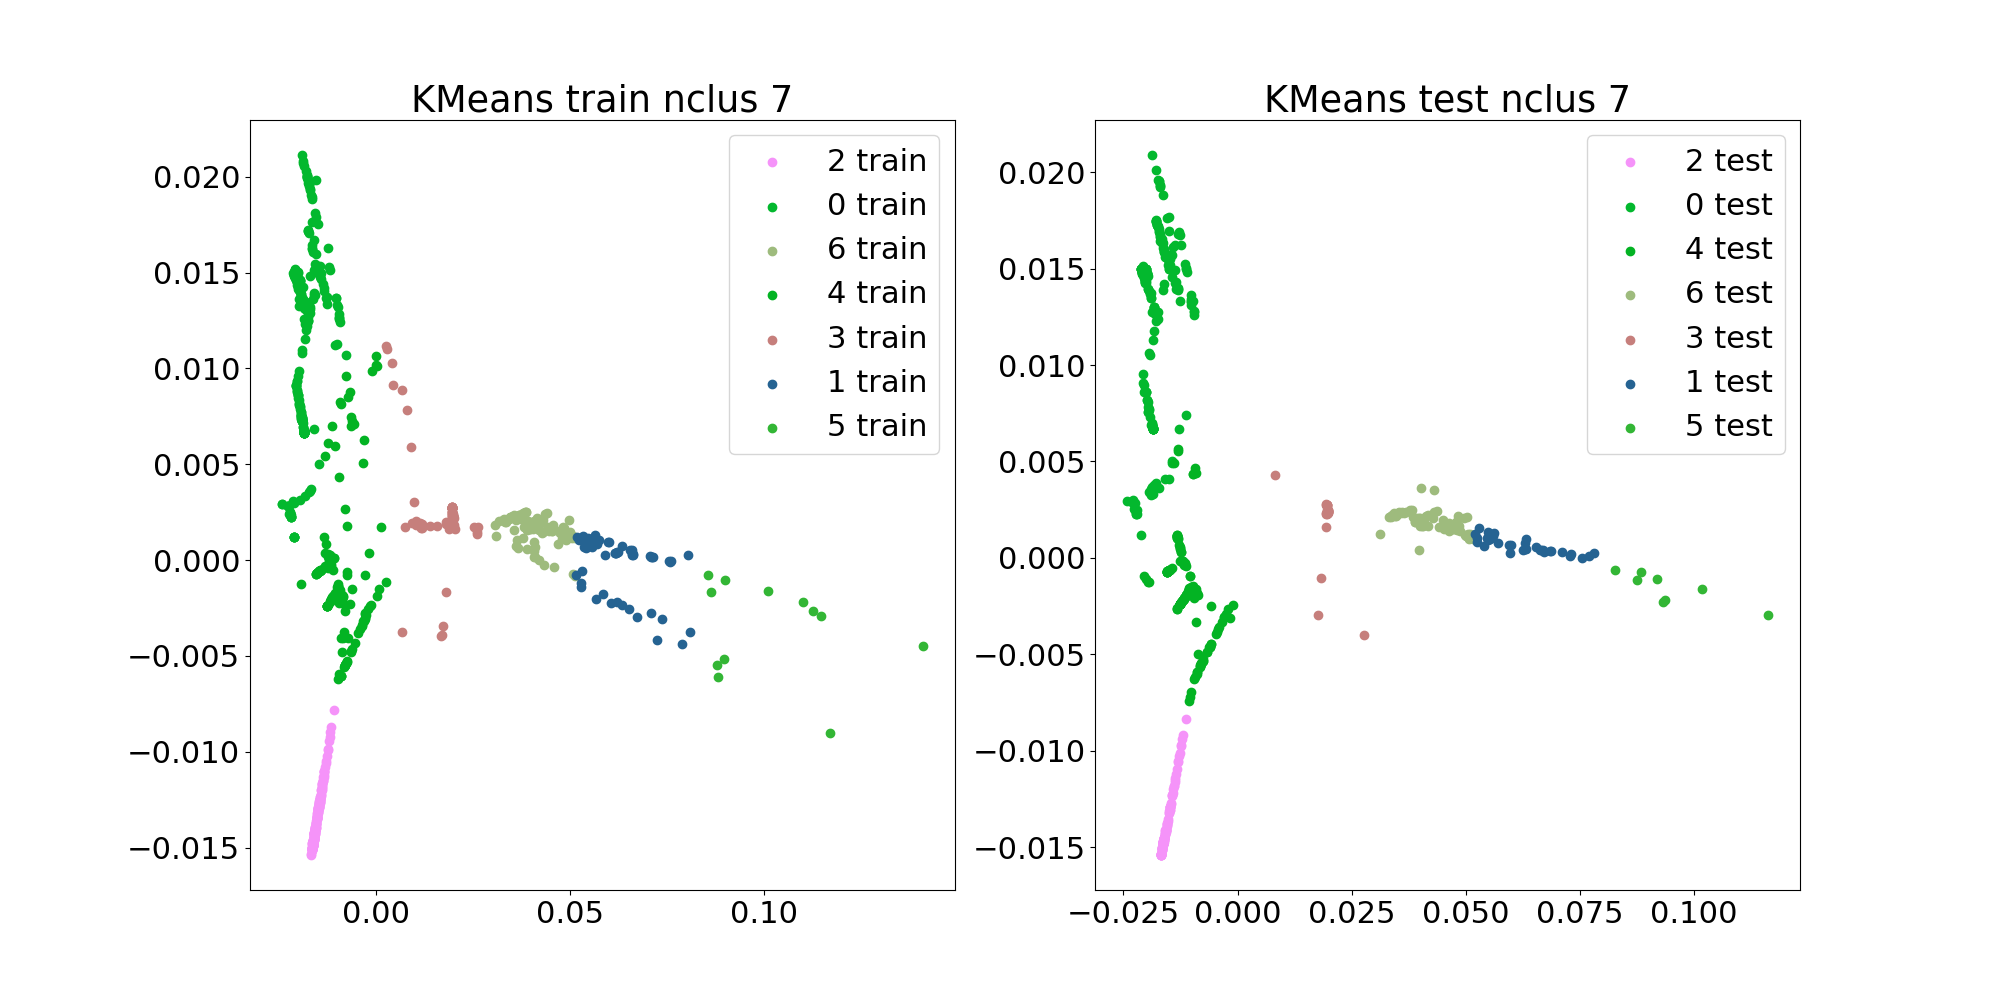 KMeans train nclus 7
0.020
0.015
0.010
0.005
0.000
−0.005
−0.010
−0.015
0.00 0.05 0.10
2 train
0 train
6 train
4 train
3 train
1 train
5 train
KMeans test nclus 7
0.020
0.015
0.010
0.005
0.000
−0.005
−0.010
−0.015
−0.025 0.000 0.025 0.050 0.075 0.100
2 test
0 test
4 test
6 test
3 test
1 test
5 test